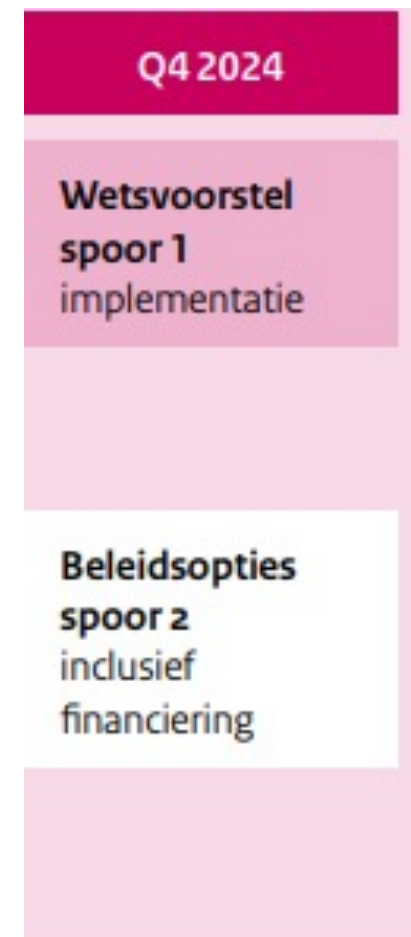 Q4 2024
Wetsvoorstel
spoor 1
implementatie
Beleidsopties
spoor 2
inclusief
financiering